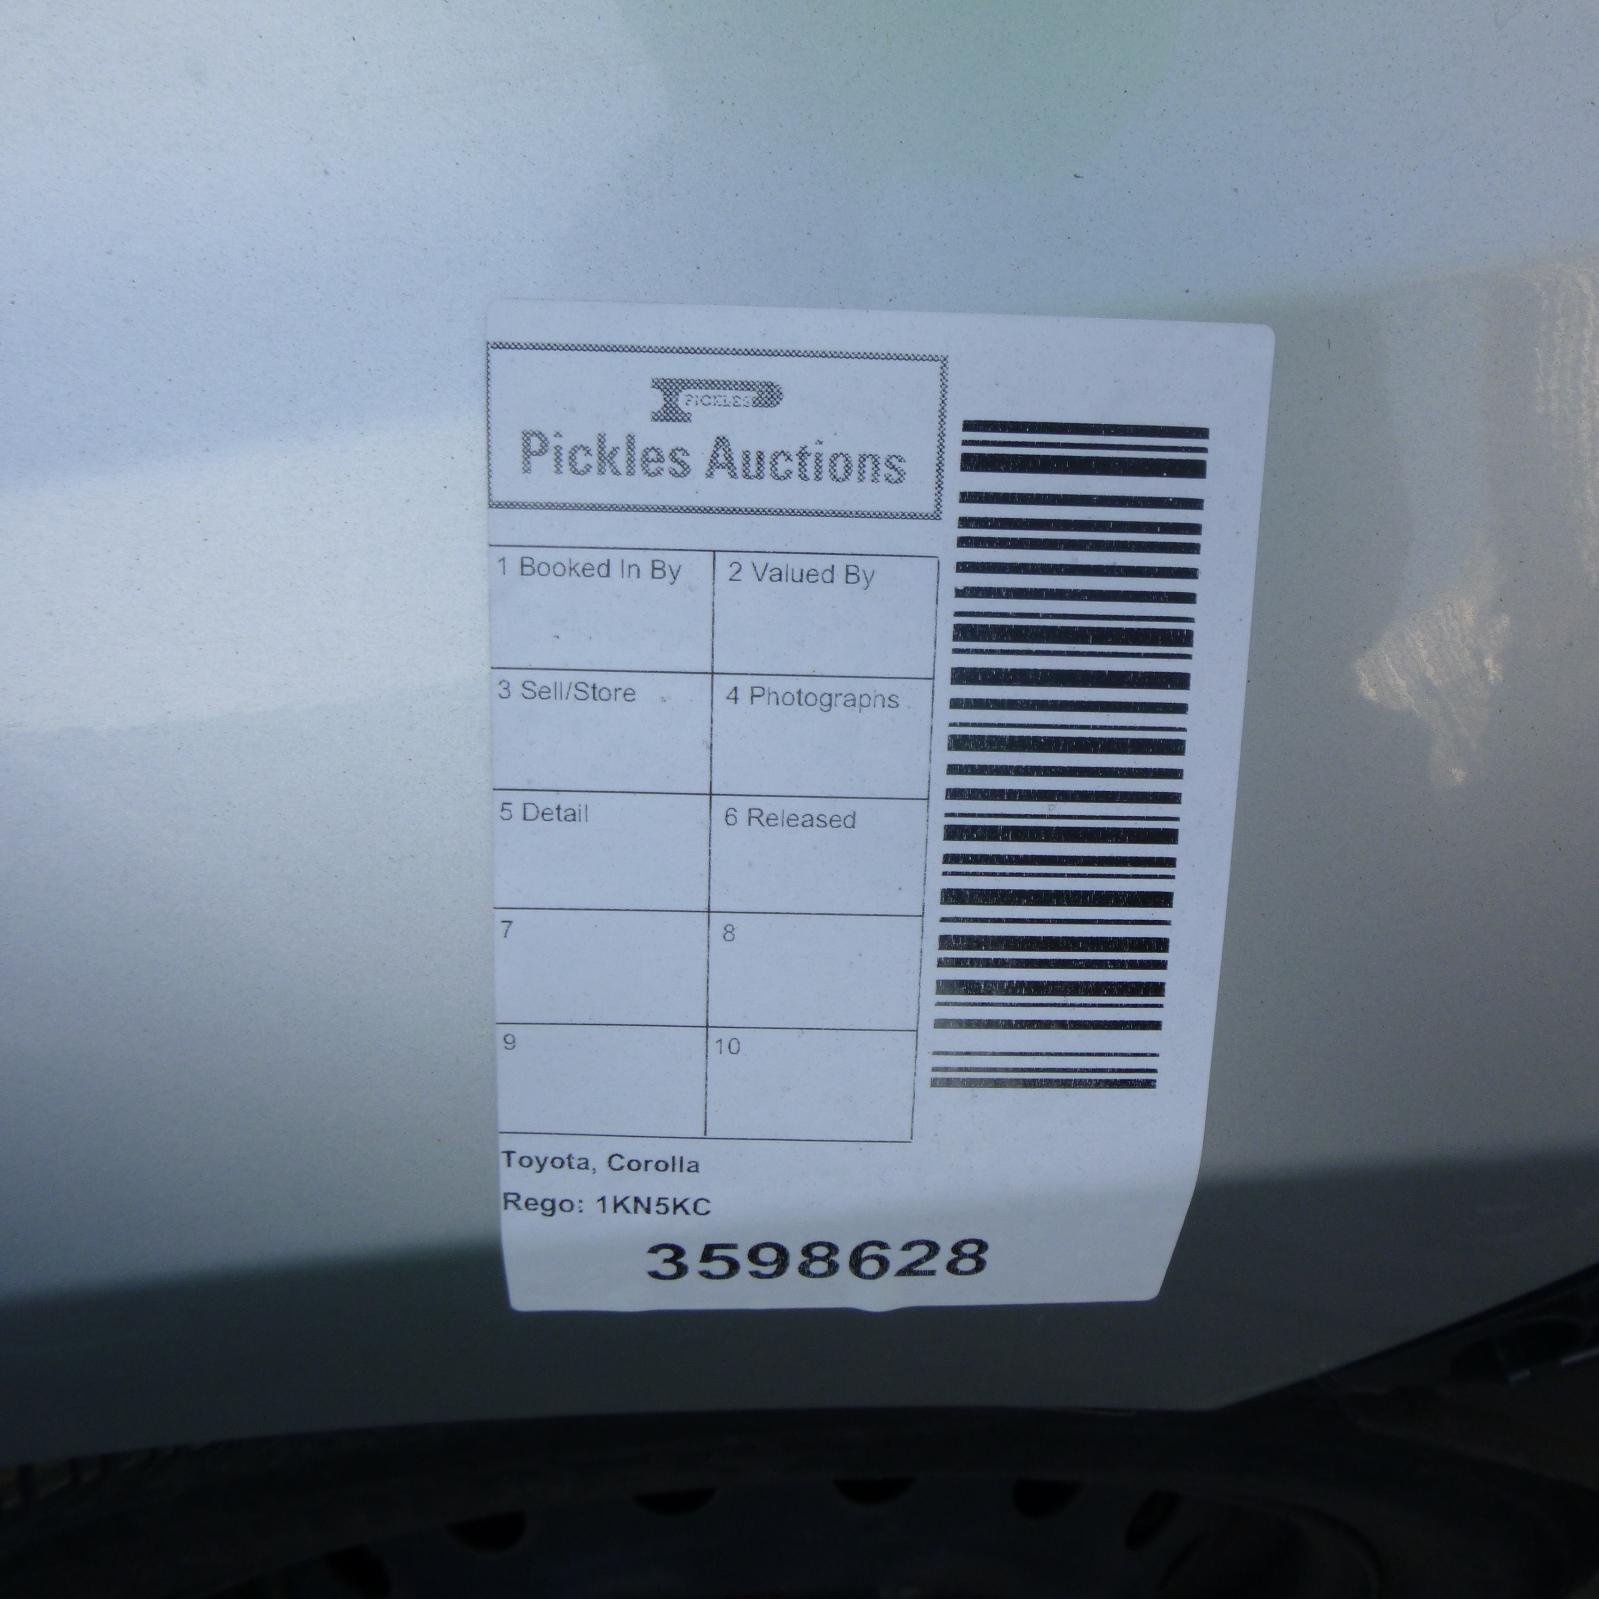 PICKLES
Pickles Auctions
1 Booked In By
2 Valued By
3 Sell/Store
4 Photographs
5 Detail
6 Released
7
8
9
10
Toyota, Corolla
Rego: 1KN5KC
3598628